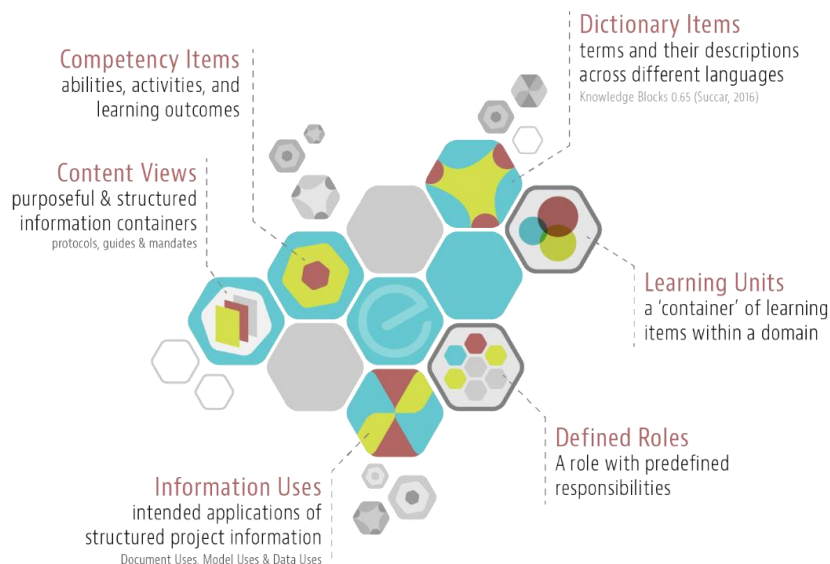 Dictionary Items
terms and their descriptions
across different languages
Knowledge Blocks 0.65 (Succar, 2016)
Competency Items
abilities, activities, and
learning outcomes
Content Views
purposeful & structured
information containers
protocols, guides & mandates
Learning Units
a ‘container’ of learning
items within a domain
Defined Roles
A role with predefined
responsibilities
Information Uses
intended applications of
structured project information
Document Uses, Model Uses & Data Uses